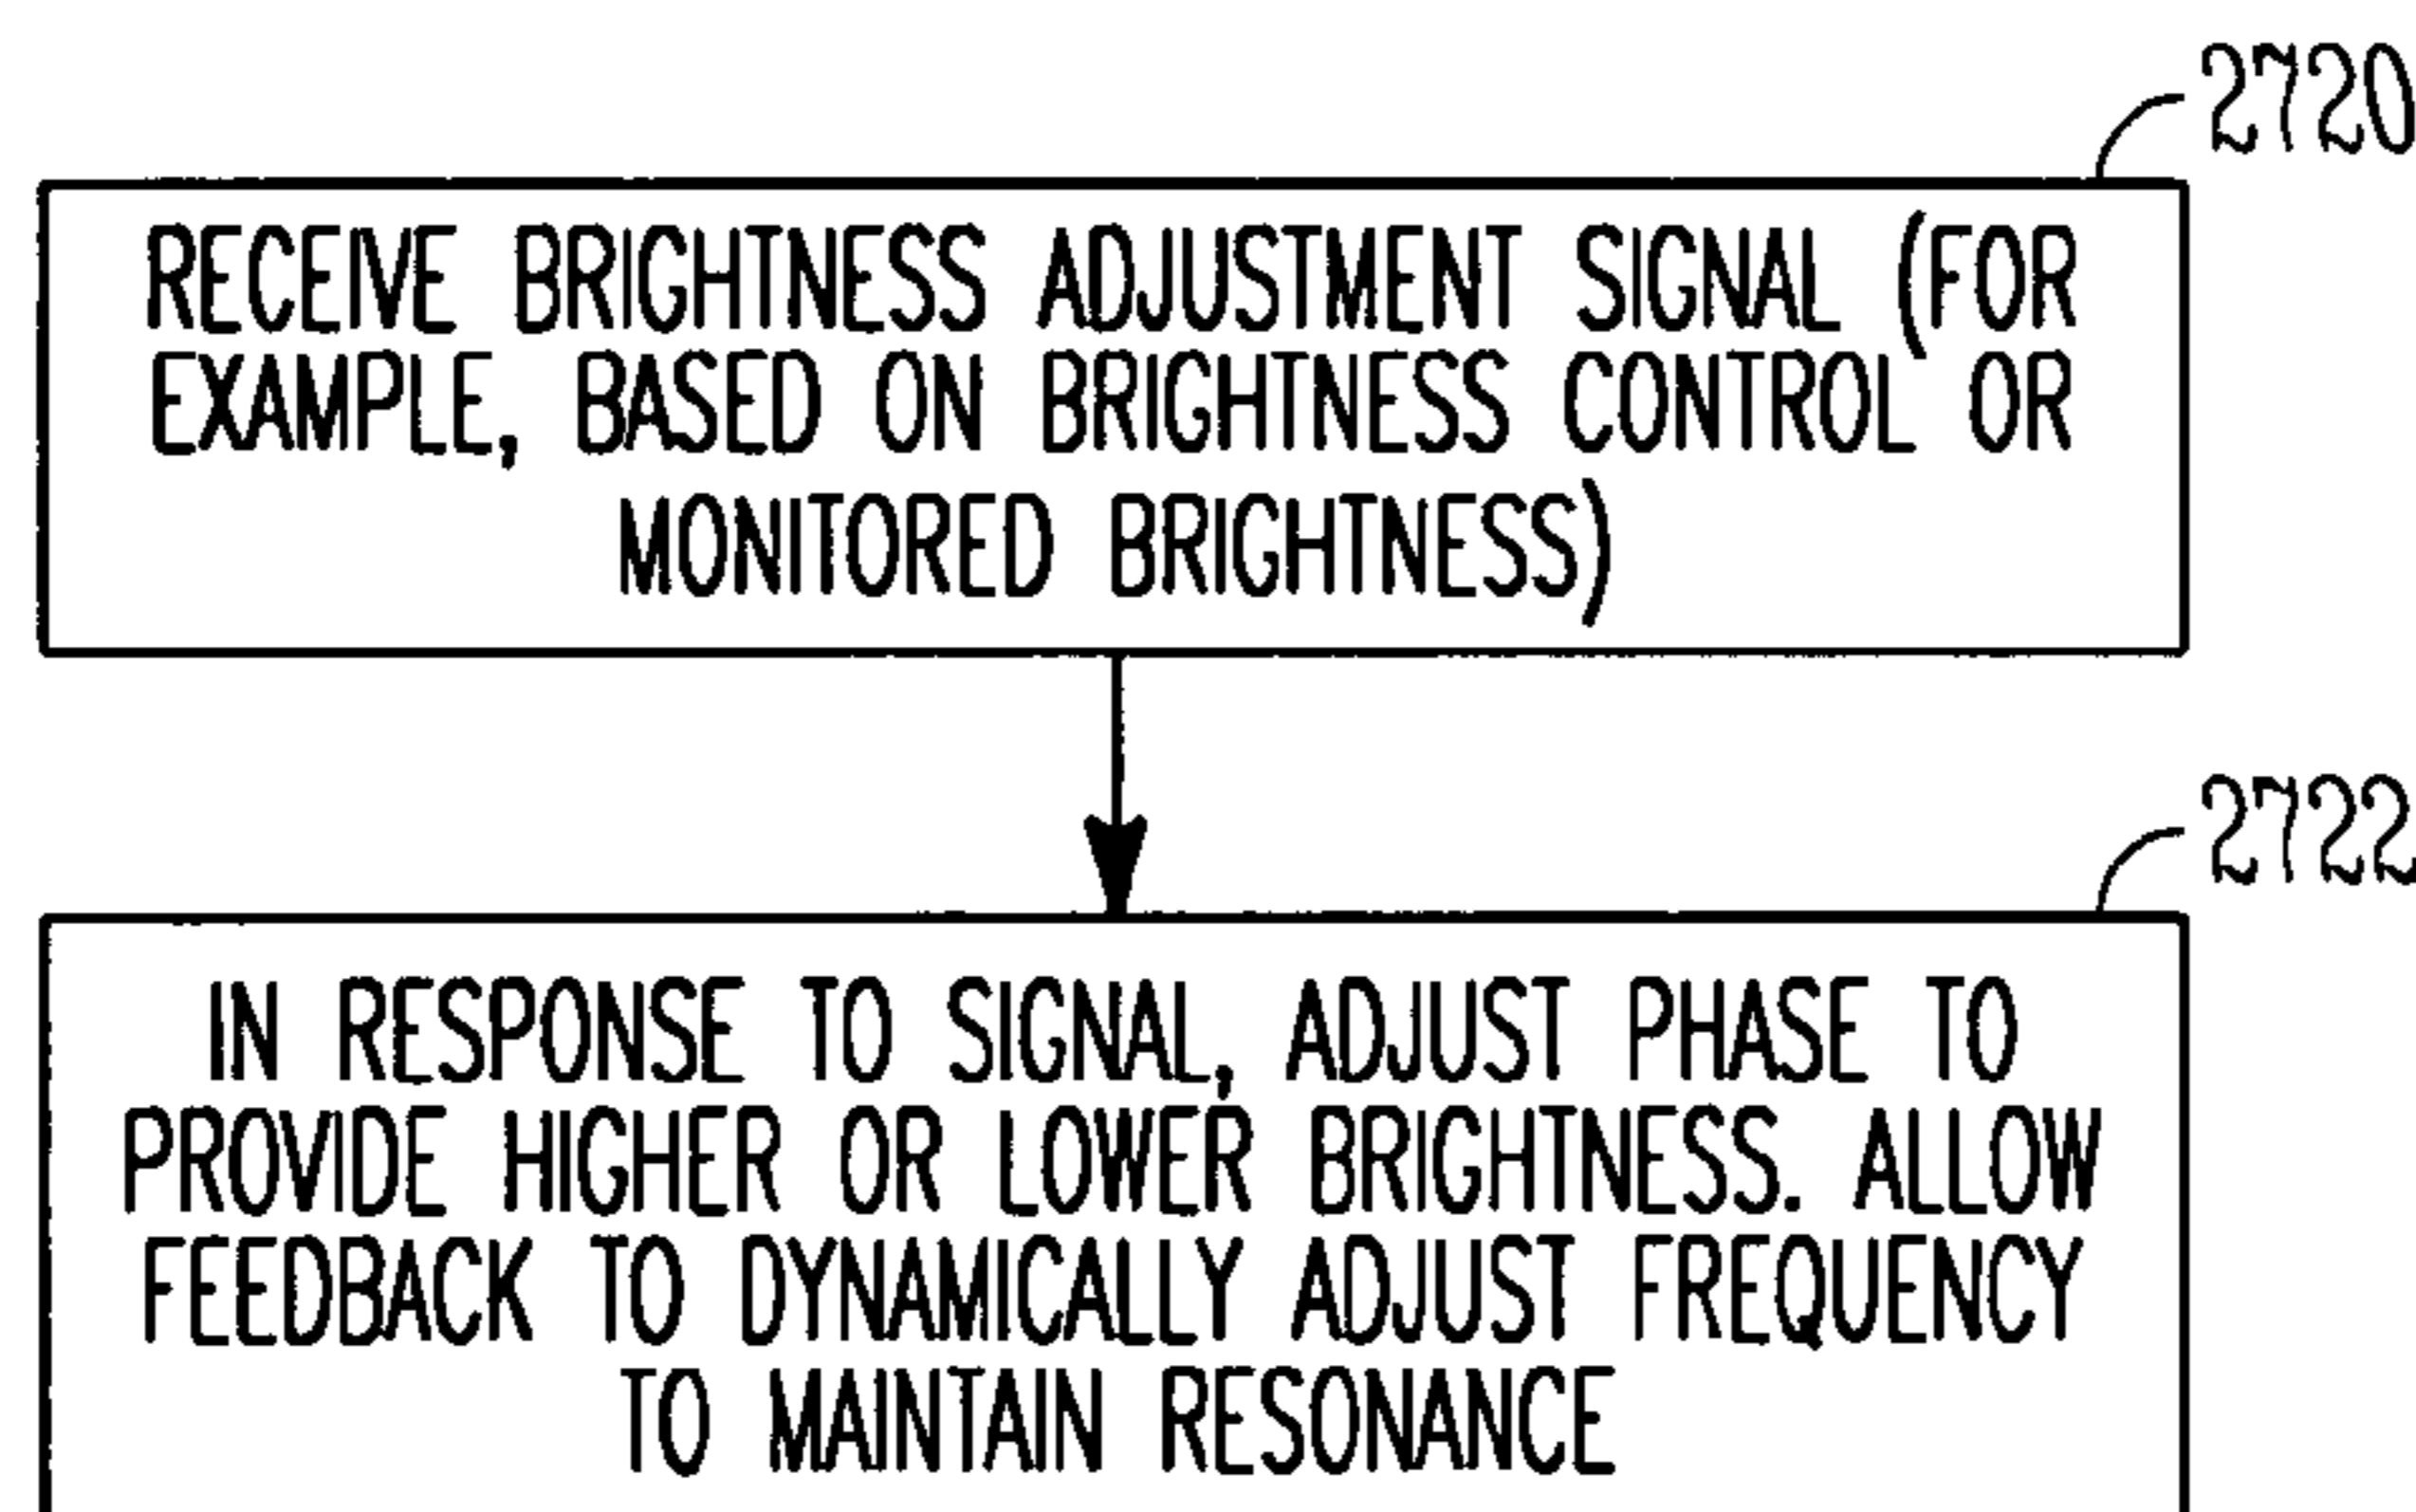 2720
RECEIVE BRIGHTNESS ADJUSTMENT SIGNAL (FOR
EXAMPLE, BASED ON BRIGHTNESS CONTROL OR
MONITORED BRIGHTNESS)
2722
IN RESPONSE TO SIGNAL, ADJUST PHASE TO
PROVIDE HIGHER OR LOWER BRIGHTNESS. ALLOW
FEEDBACK TO DYNAMICALLY ADJUST FREQUENCY
TO MAINTAIN RESONANCE